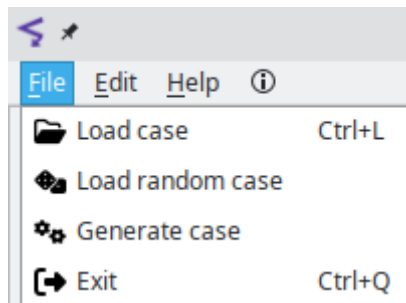 File Edit Help
Load case Ctrl+L
Load random case
Generate case
Exit Ctrl+Q